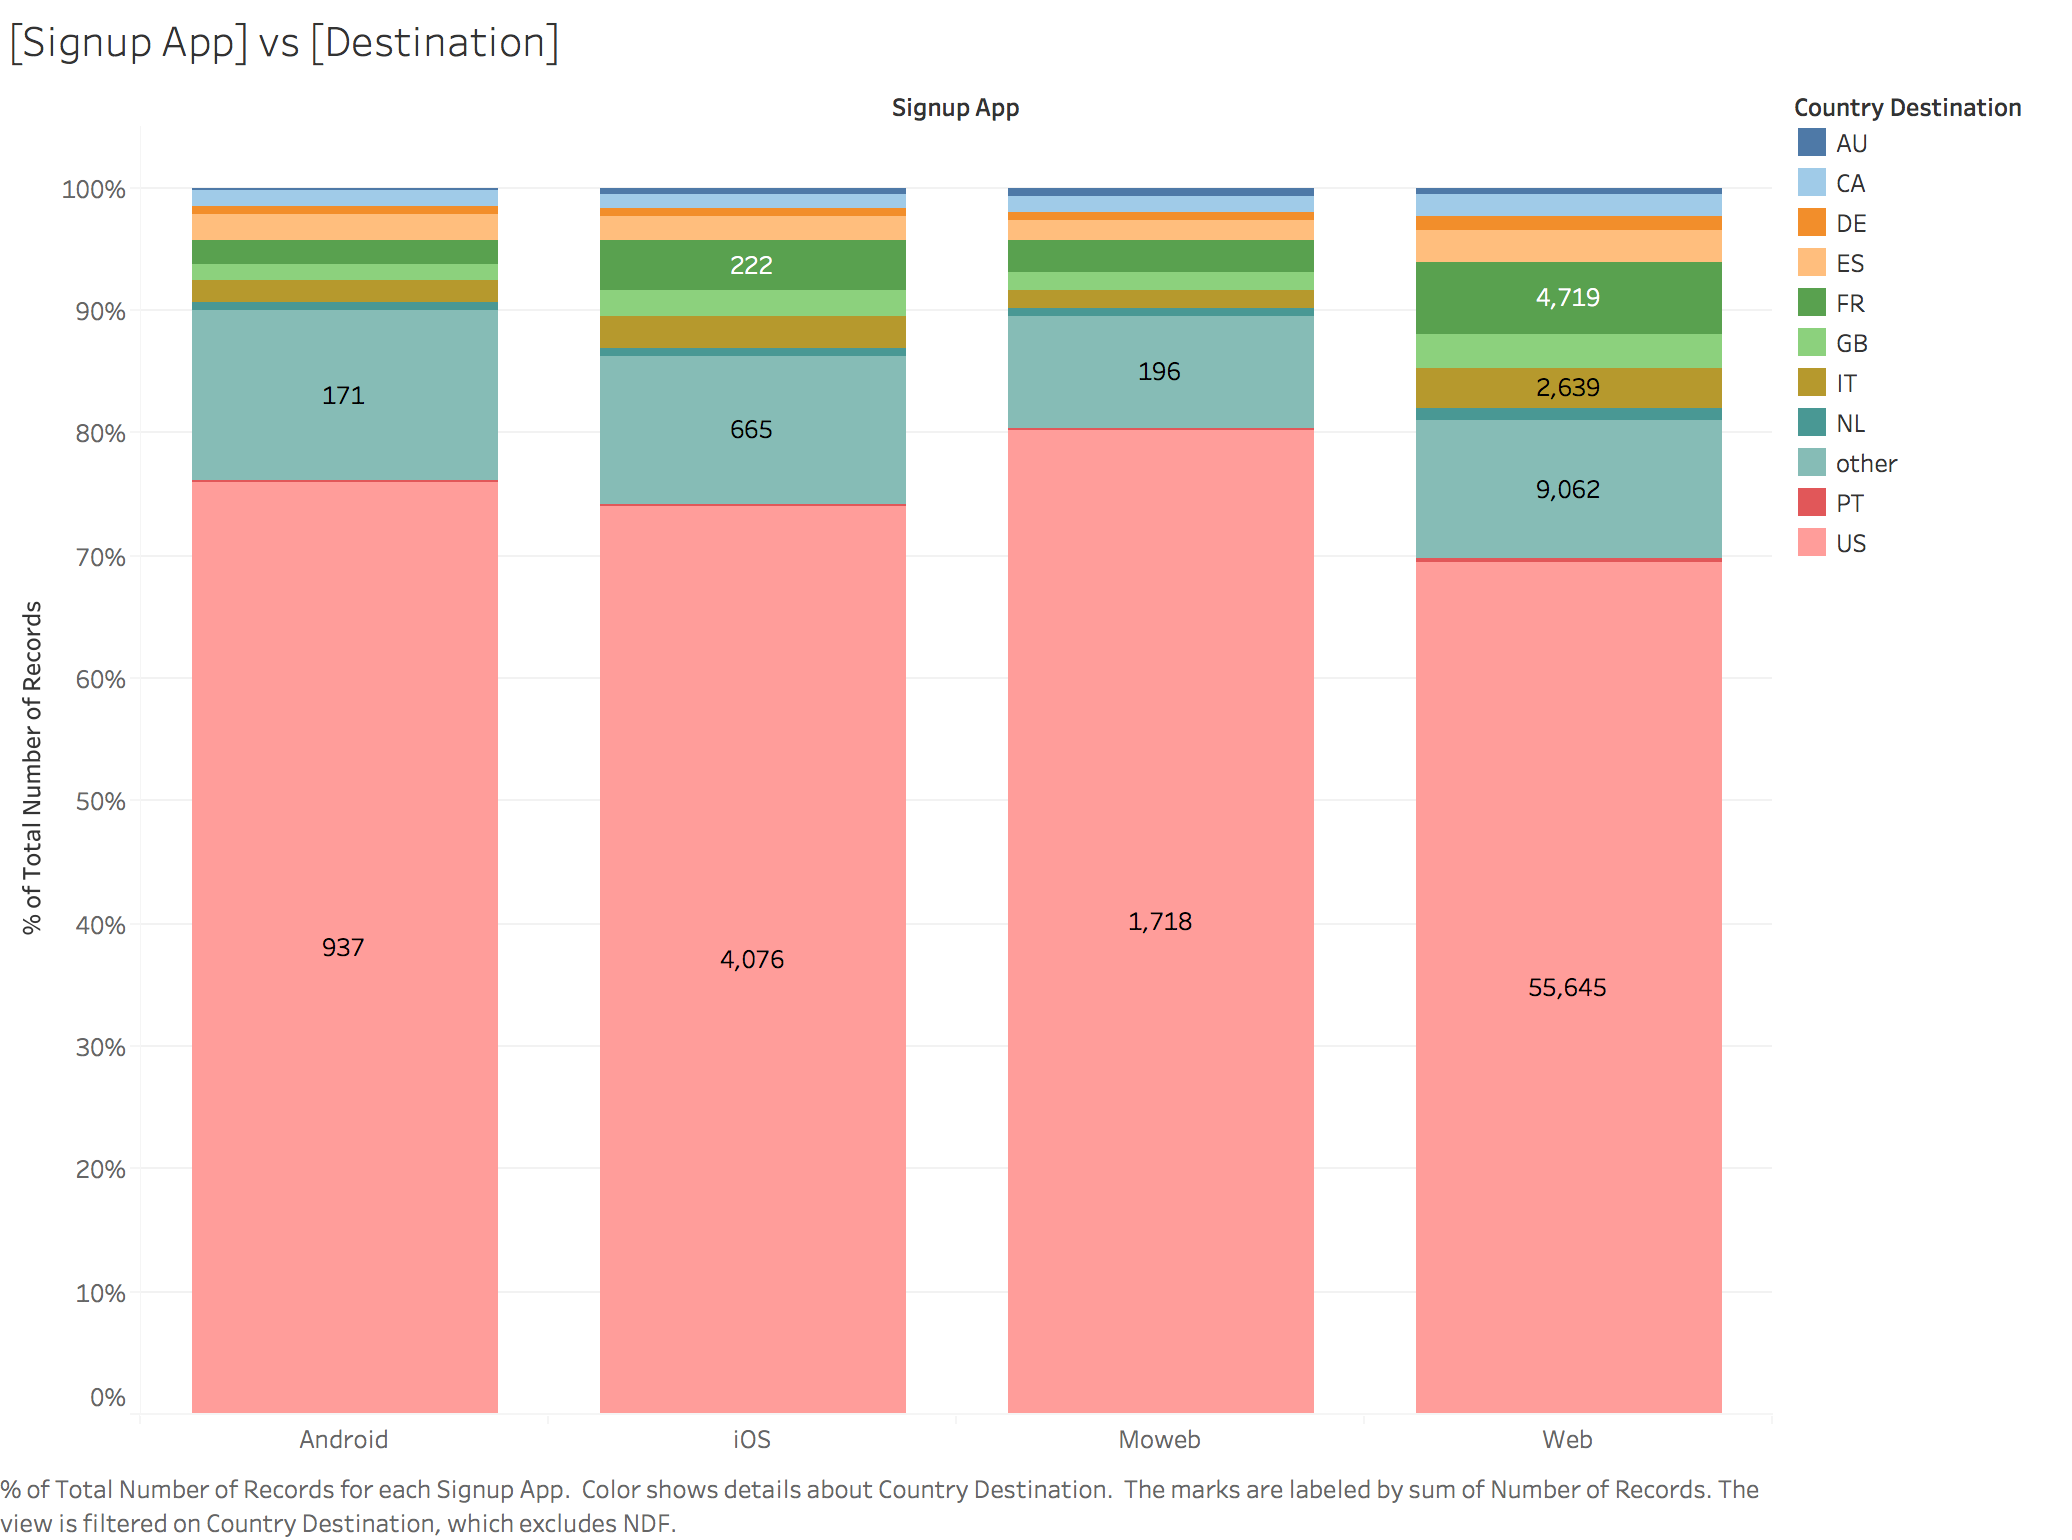 [Signup App] vs [Destination]
Signup App
Country Destination
AU
CA
DE
ES
FR
GB
IT
NL
other
PT
US
% of Total Number of Records
100%
90%
80%
70%
60%
50%
40%
30%
20%
10%
0%
171
937
222
665
4,076
196
1,718
4,719
2,639
9,062
55,645
Android
iOS
Moweb
Web
% of Total Number of Records for each Signup App.  Color shows details about Country Destination.  The marks are labeled by sum of Number of Records. The
view is filtered on Country Destination, which excludes NDF.